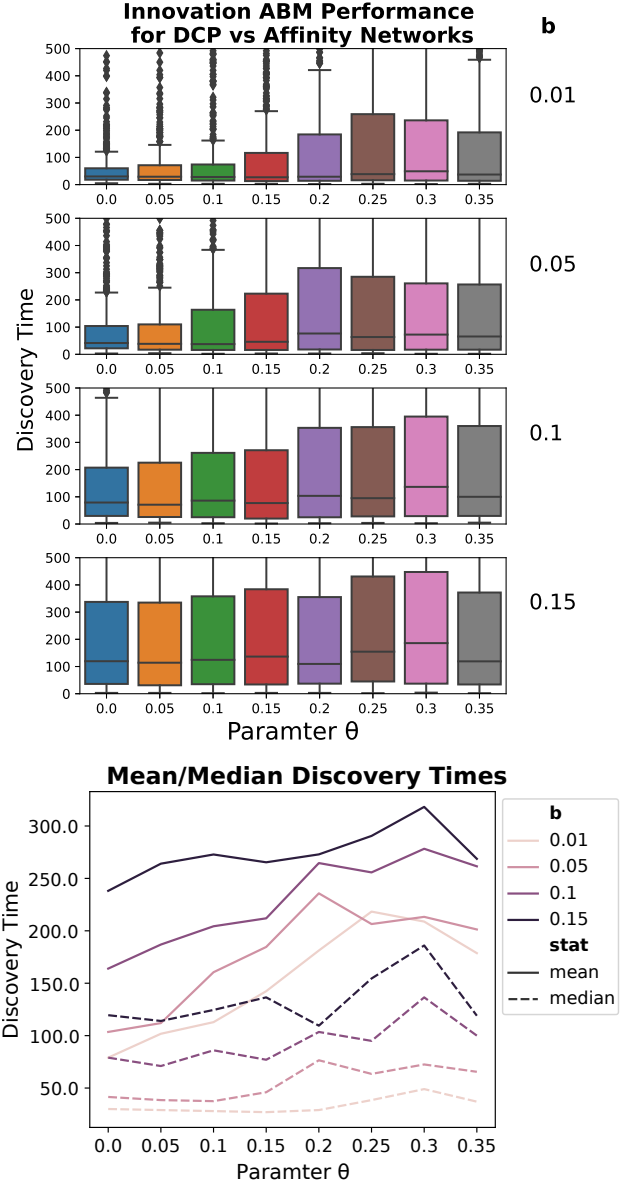 Innovation ABM Performance
for DCP vs Affinity Networks
b
500
400
300
200
100
0
0.0 0.05 0.1 0.15 0.2 0.25 0.3 0.35
0.01
500
400
300
200
100
0
0.0 0.05 0.1 0.15 0.2 0.25 0.3 0.35
0.05
Discovery Time
500
400
300
200
100
0
0.0 0.05 0.1 0.15 0.2 0.25 0.3 0.35
0.1
500
400
300
200
100
0
0.0 0.05 0.1 0.15 0.2 0.25 0.3 0.35
0.15
Paramter θ
Mean/Median Discovery Times
Discovery Time
300.0
250.0
200.0
150.0
100.0
50.0
0.0 0.05 0.1 0.15 0.2 0.25 0.3 0.35
Paramter θ
b
0.01
0.05
0.1
0.15
stat
mean
median